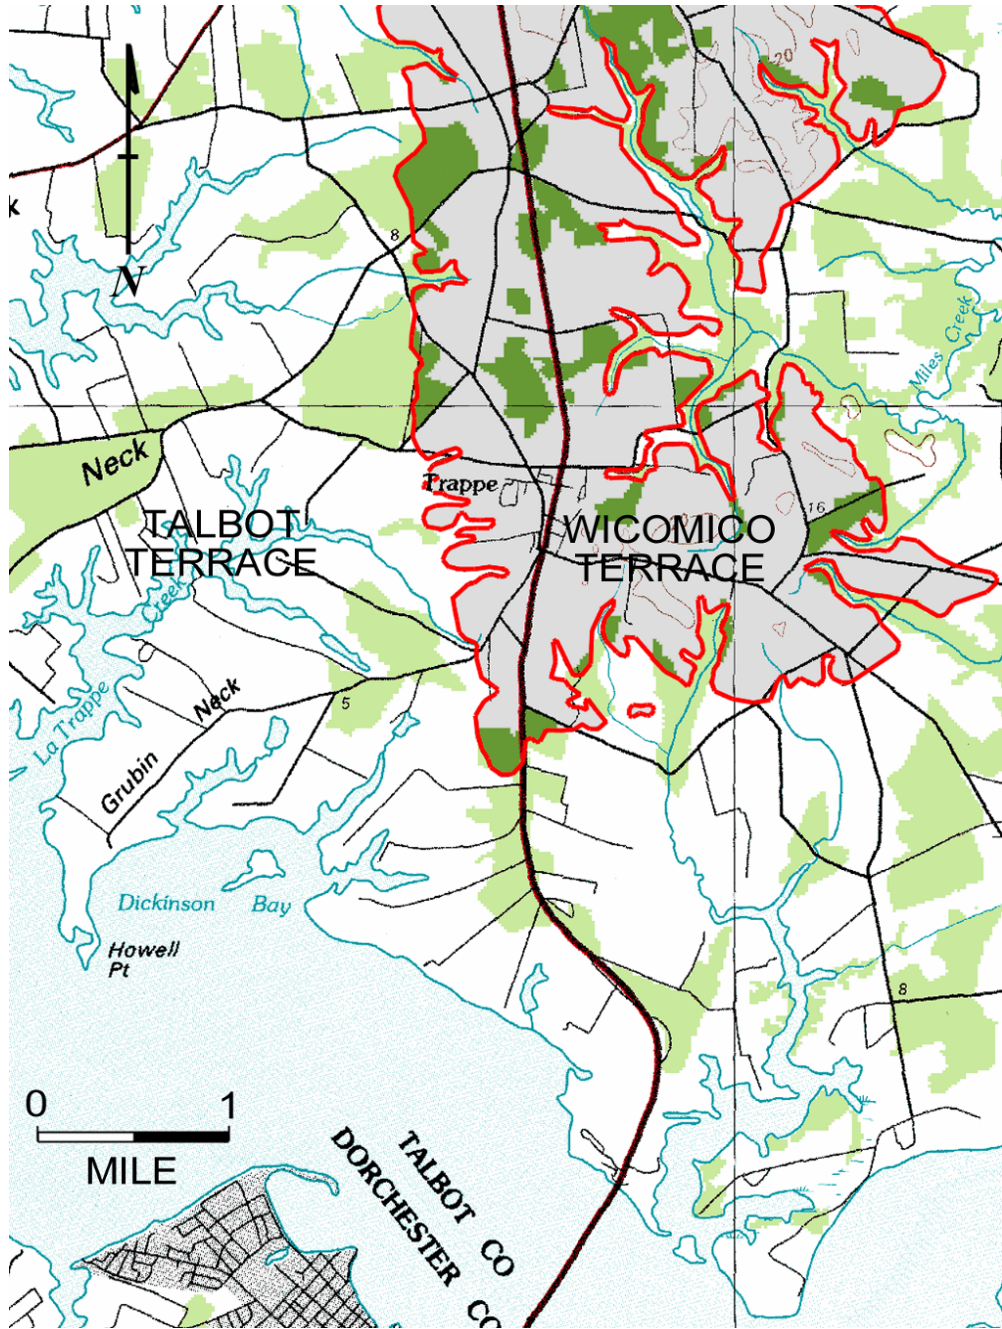 20
K
8
N
Miles Creek
Neck
Trappe
TALBOT
TERRACE
WICOMICO
TERRACE
16
Creek
La Trappe
Neck
Grubin
5
Dickinson Bay
Howell
Pt
8
0 1
MILE
TALBOT CO
DORCHESTER CO